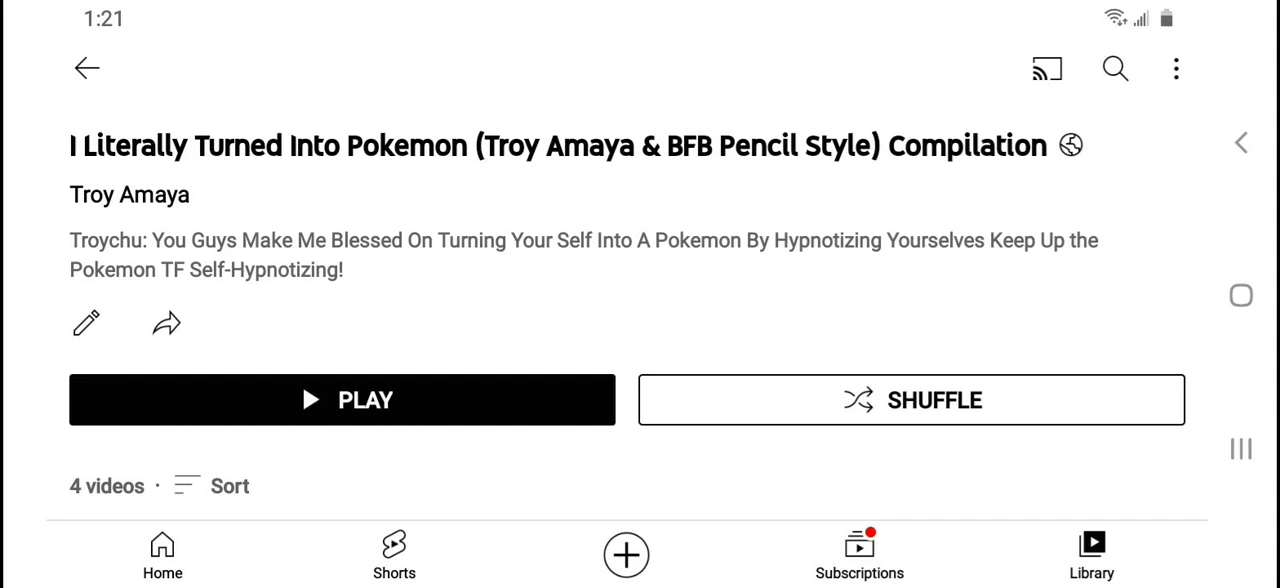 1:21
I Literally Turned Into Pokemon (Troy Amaya & BFB Pencil Style) Compilation
Troy Amaya
Troychu: You Guys Make Me Blessed On Turning Your Self Into A Pokemon By Hypnotizing Yourselves Keep Up the
Pokemon TF Self-Hypnotizing!
PLAY
SHUFFLE
4 videos · Sort
Home
Shorts
Subscriptions
Library